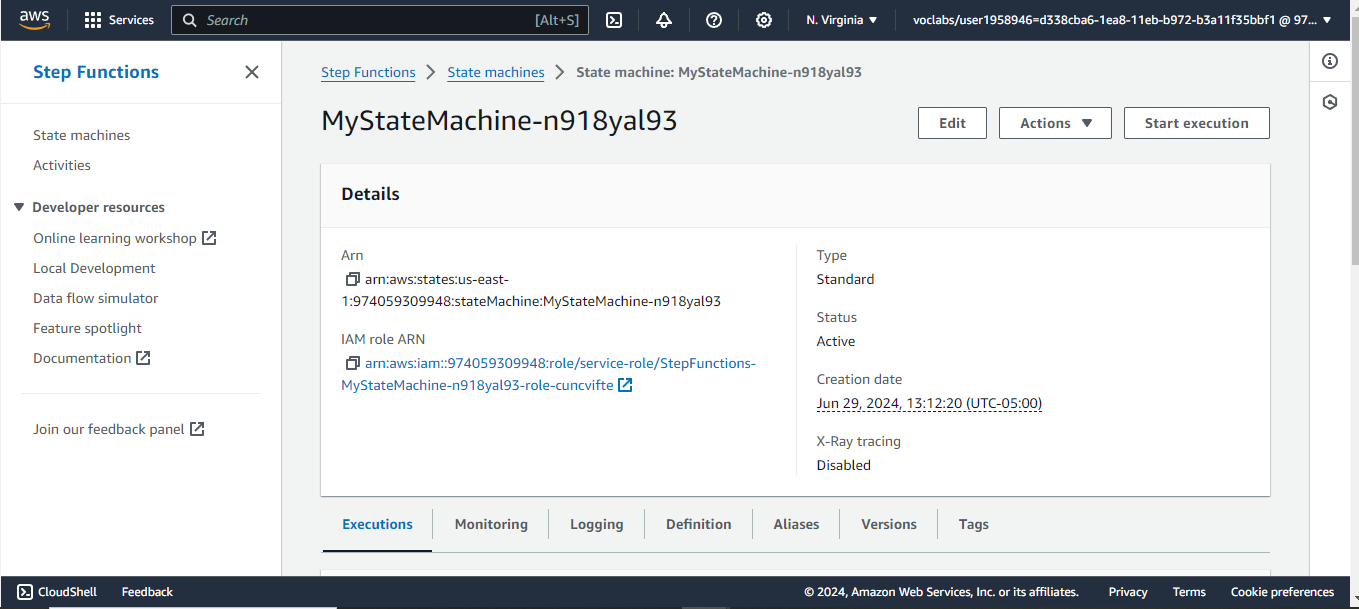 aws
Services
Search
[Alt+S]
N. Virginia ▼
voclabs/user1958946=d338cba6-1ea8-11eb-b972-b3a11f35bbf1 @ 97... ▼
Step Functions
State machines
Activities
Developer resources
Online learning workshop
Local Development
Data flow simulator
Feature spotlight
Documentation
Join our feedback panel
Step Functions > State machines > State machine: MyStateMachine-n918yal93
MyStateMachine-n918yal93
Edit
Actions ▼
Start execution
Details
Arn
arn:aws:states:us-east-
1:974059309948:stateMachine:MyStateMachine-n918yal93
IAM role ARN
arn:aws:iam::974059309948:role/service-role/StepFunctions-
MyStateMachine-n918yal93-role-cuncvifte
Type
Standard
Status
Active
Creation date
Jun 29, 2024, 13:12:20 (UTC-05:00)
X-Ray tracing
Disabled
Executions
Monitoring
Logging
Definition
Aliases
Versions
Tags
CloudShell
Feedback
© 2024, Amazon Web Services, Inc. or its affiliates.
Privacy
Terms
Cookie preferences